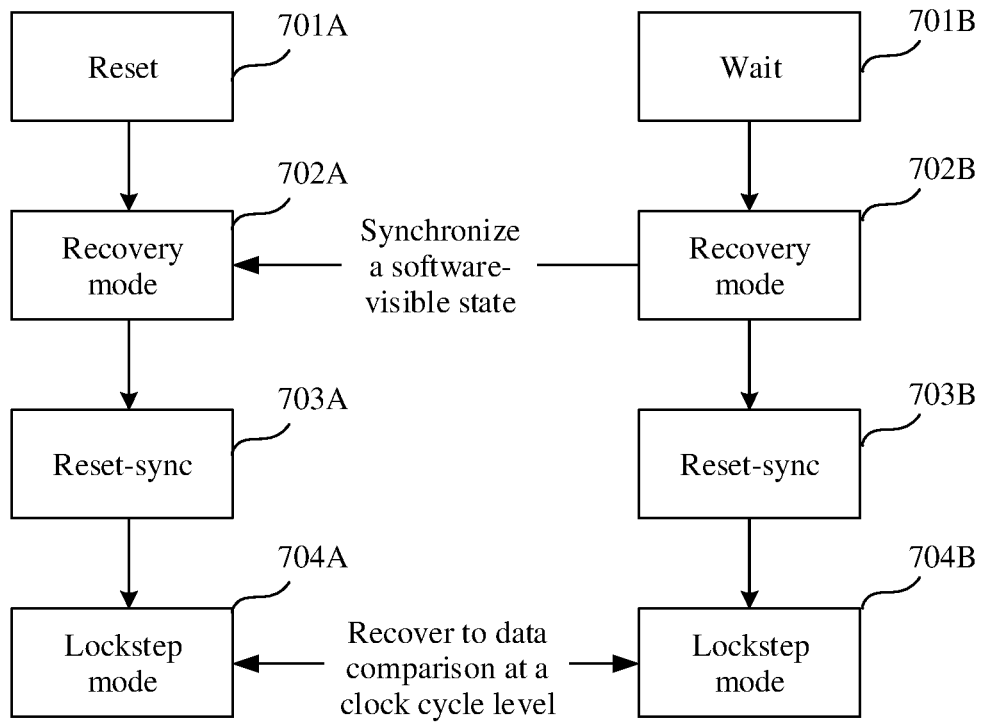 701A
701B
Reset
Wait
702A
702B
Recovery
mode
Synchronize
a software-
visible state
Recovery
mode
703A
703B
Reset-sync
Reset-sync
704A
704B
Lockstep
mode
Recover to data
comparison at a
clock cycle level
Lockstep
mode